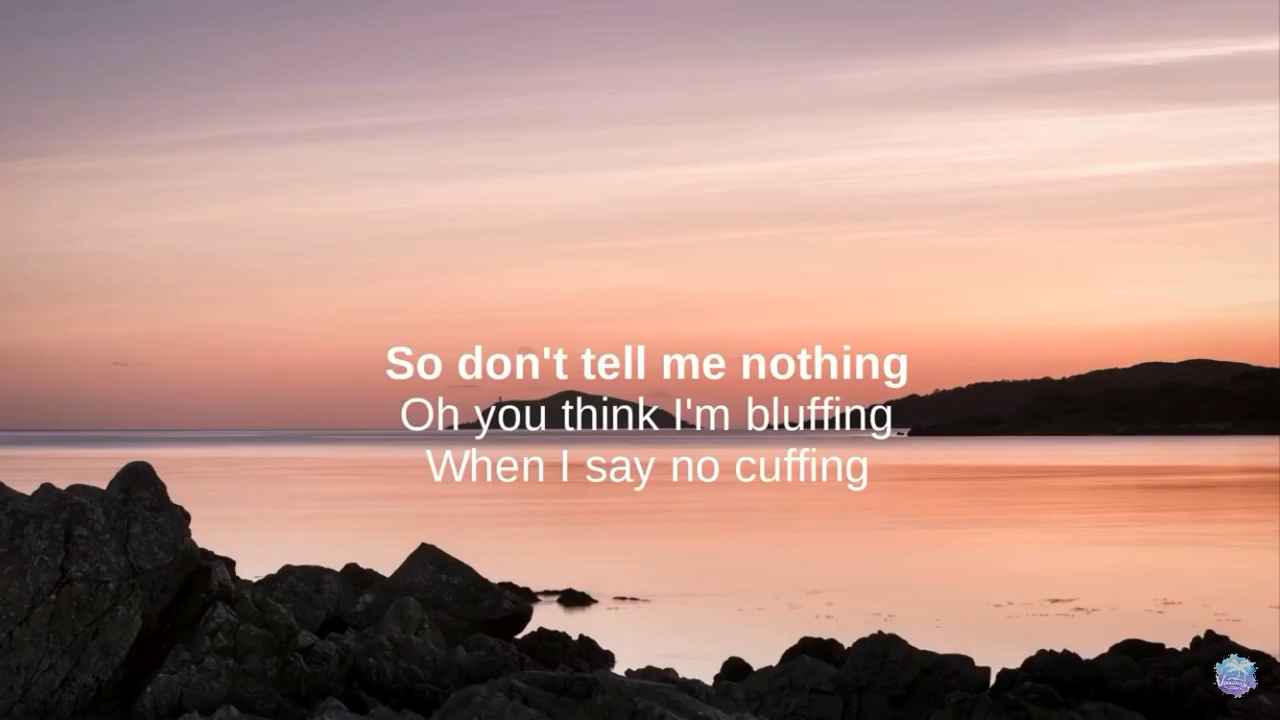 So don't tell me nothing
Oh you think I'm bluffing
When I say no cuffing